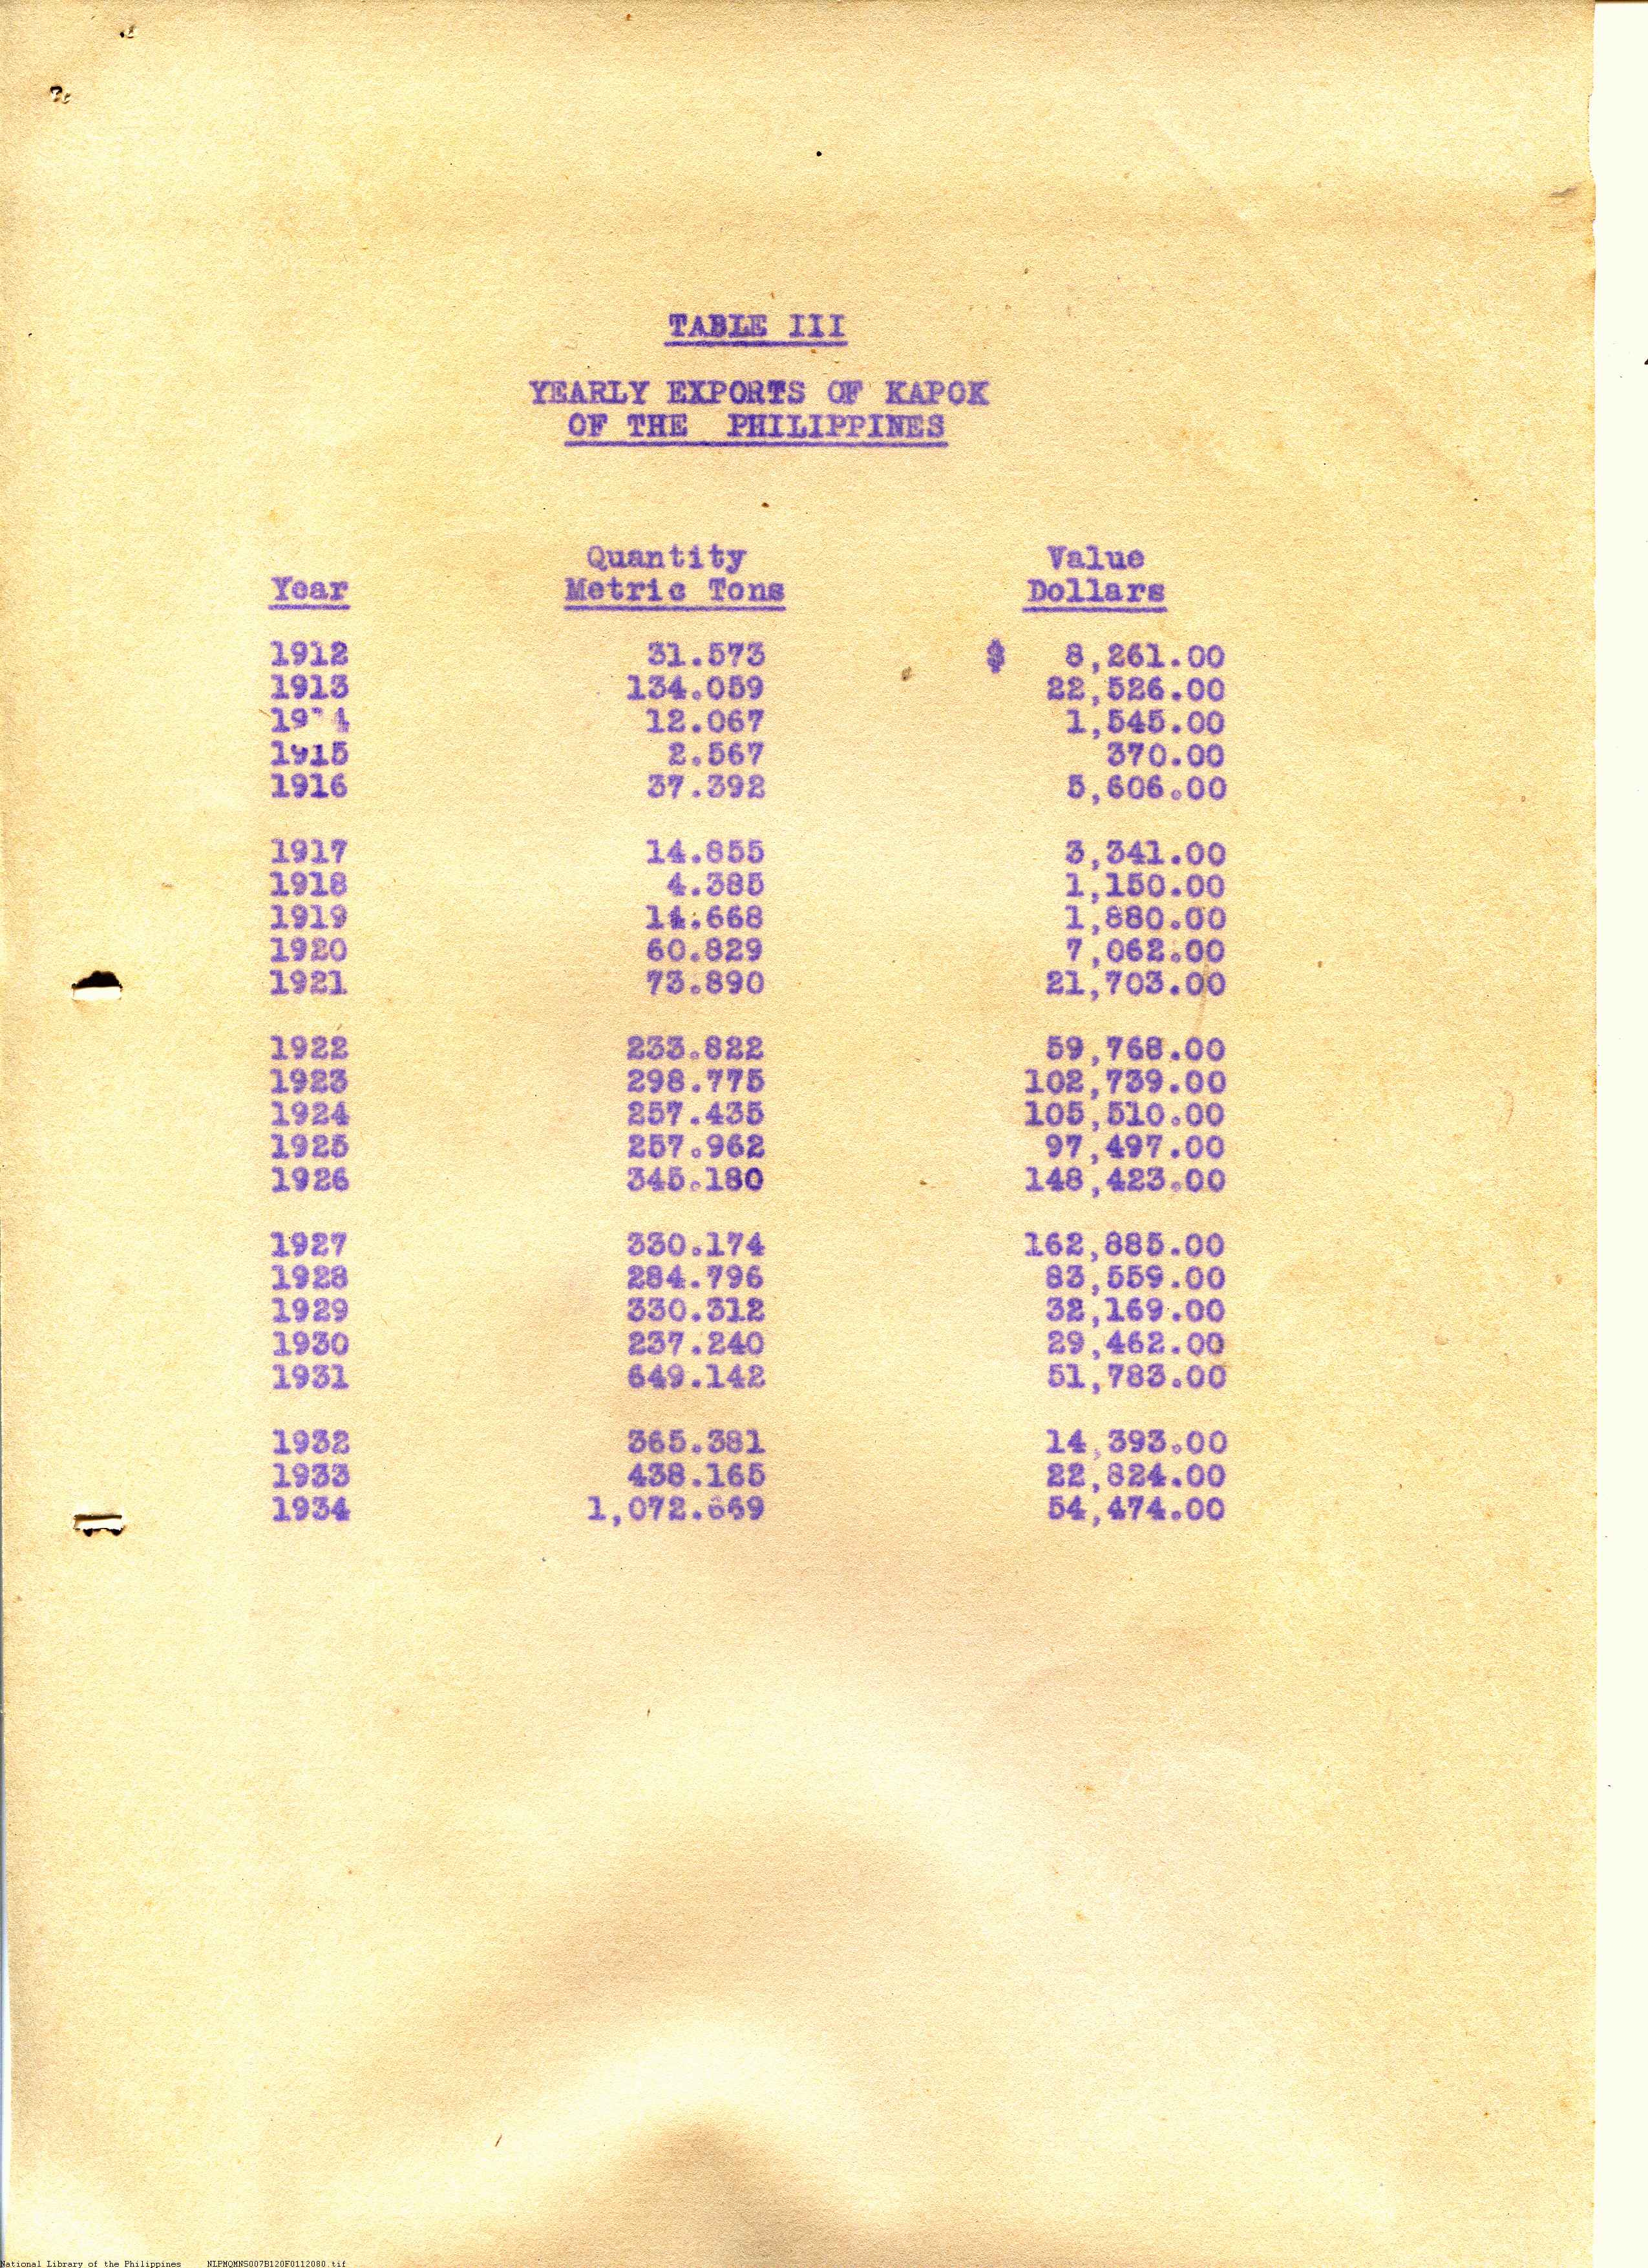 TABLE III
YEARLY EXPORTS OF KAPOK
OF THE PHILIPPINES
Quantity Value
Year Metric Tons Dollars
1912 31.573 $ 8,261.00
1913 134.059 22,526.00
1914 12.067 1,545.00
1915 2.567 370.00
1916 37.392 5,606.00
1917 14.855 3,341.00
1918 4.385 1,150.00
1919 14.668 1,880.00
1920 60.829 7,062.00
1921 73.890 21,703.00
1922 233.822 59,768.00
1923 298.775 102,739.00
1924 257.435 105,510.00
1925 257.962 97,497.00
1926 345.180 148,423.00
1927 330.174 162,885.00
1928 284.796 83,559.00
1929 330.312 32,169.00
1930 237.240 29,462.00
1931 649.142 51,783.00
1932 365.381 14,393.00
1933 438.165 22,824.00
1934 1,072.669 54,474.00
National Library of the Philippines NLPMQMNS007B120F0112080.tif